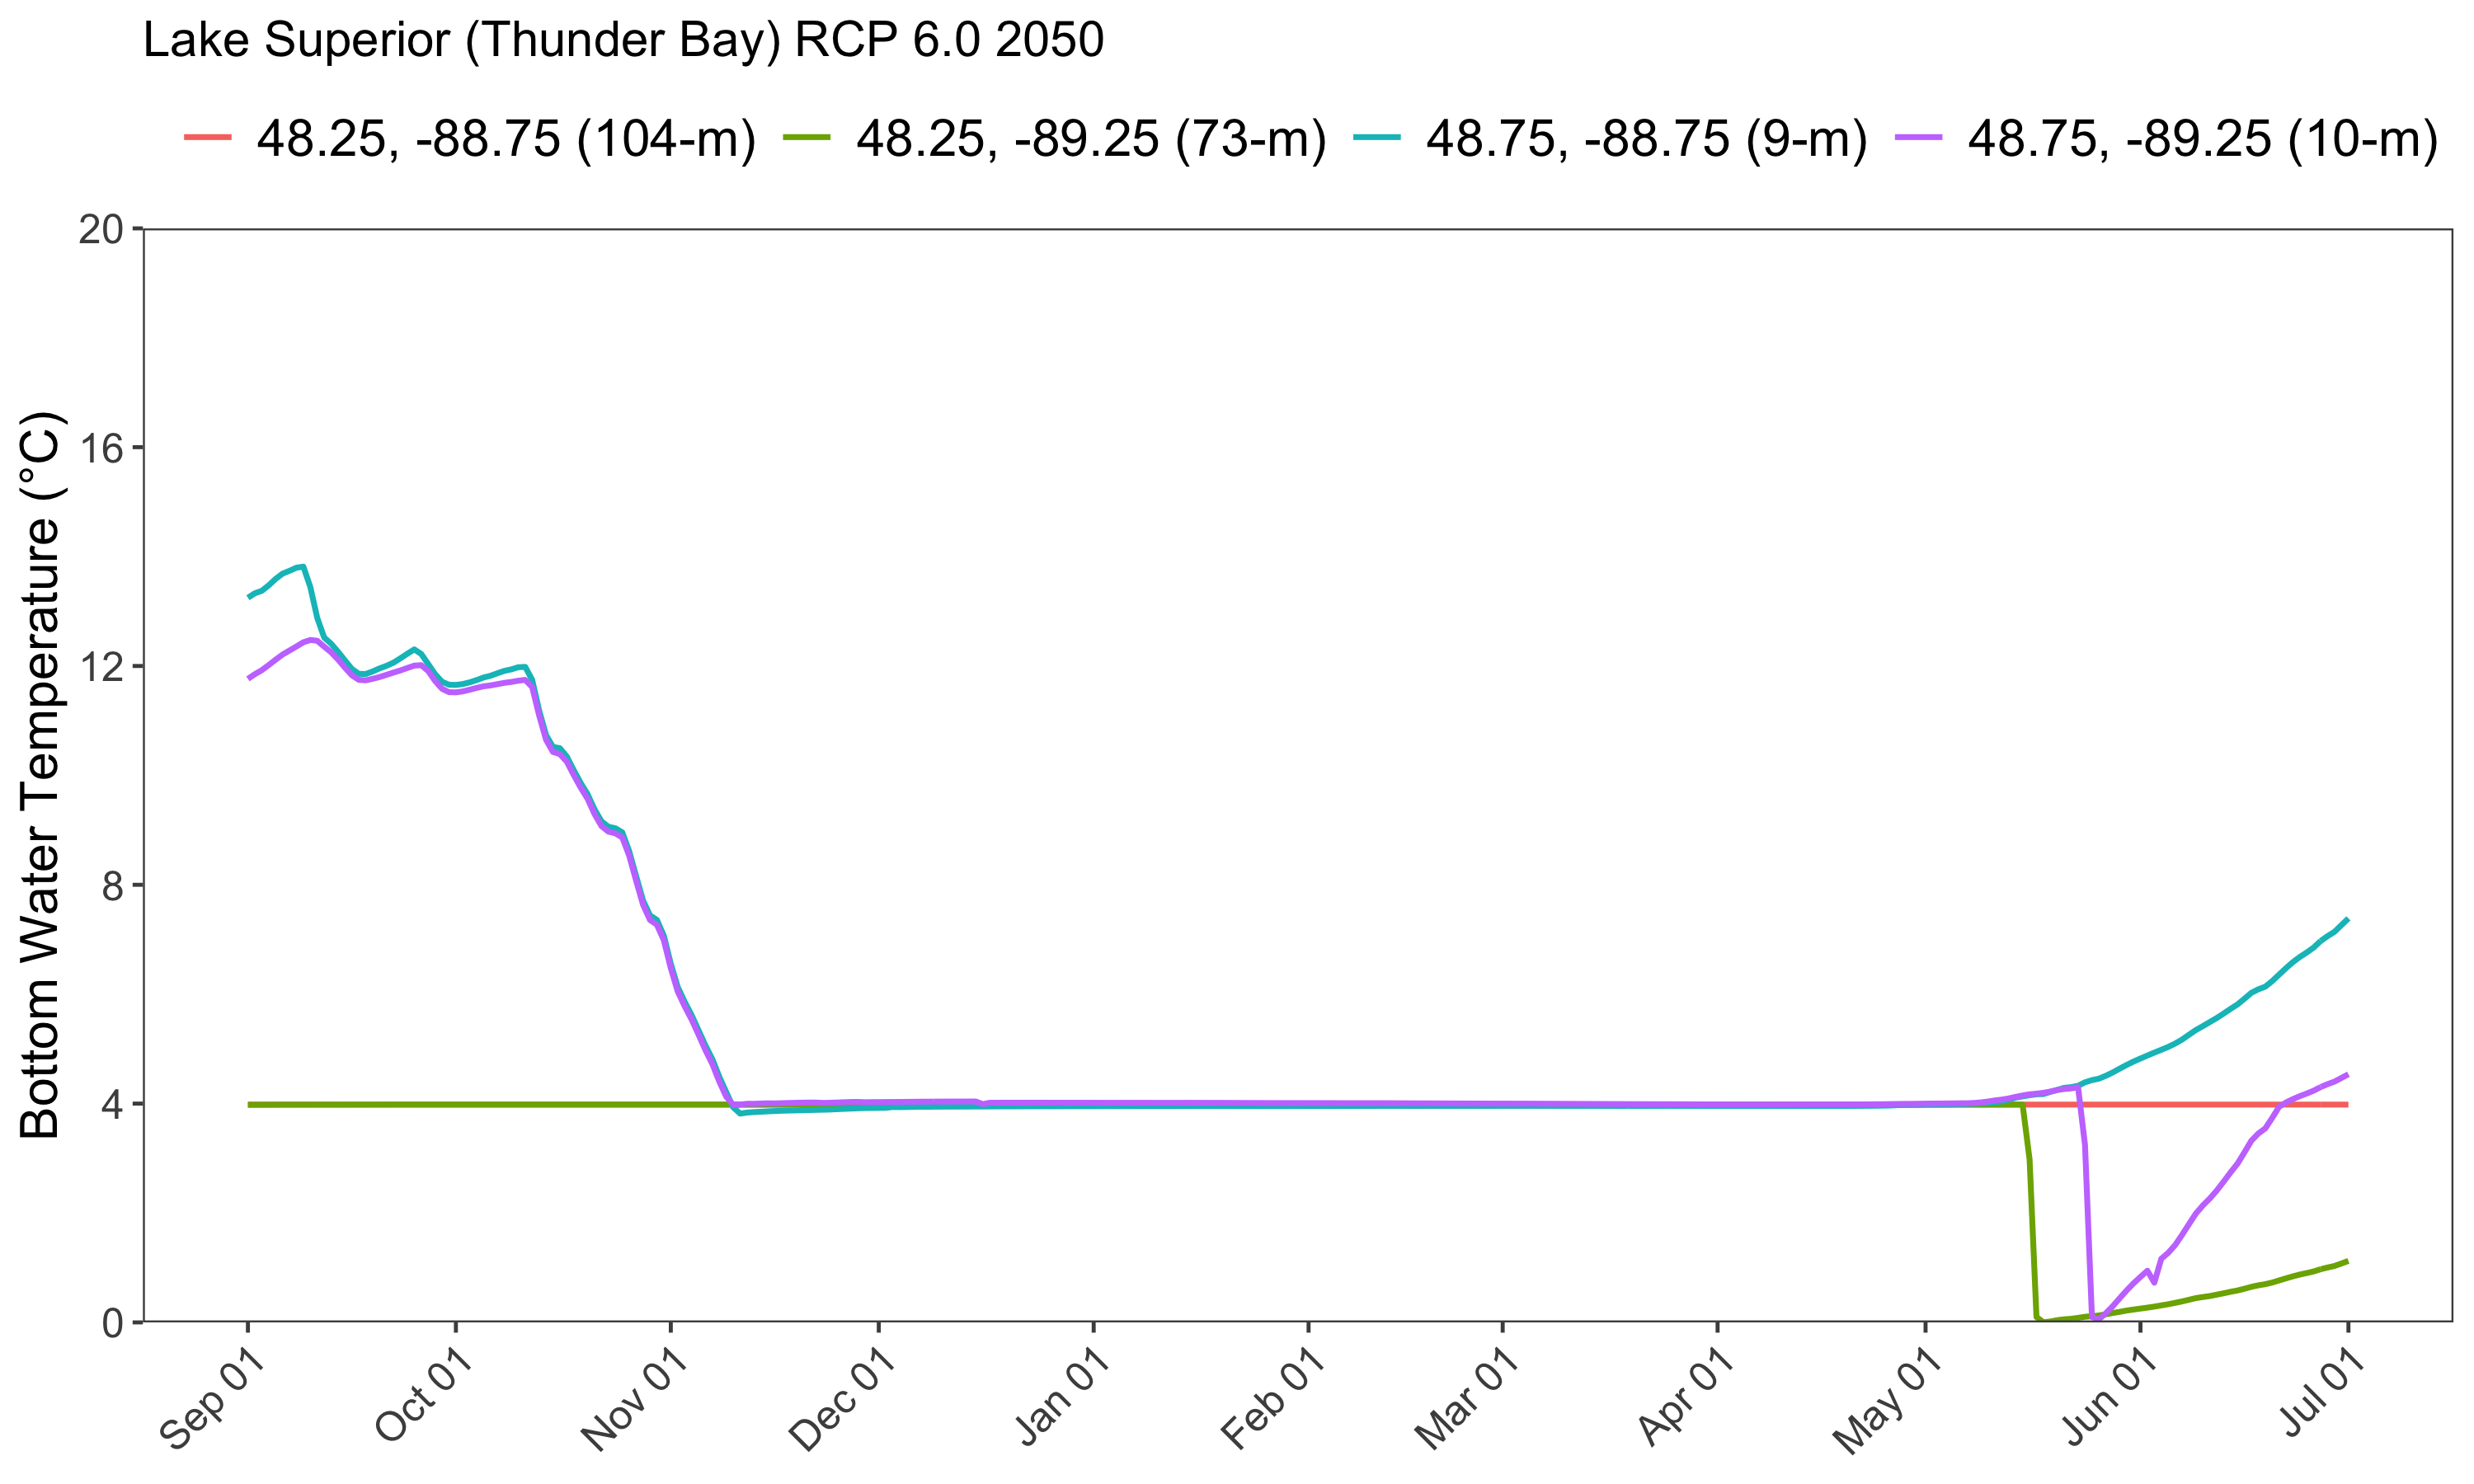 Lake Superior (Thunder Bay) RCP 6.0 2050
48.25, -88.75 (104-m) 48.25, -89.25 (73-m) 48.75, -88.75 (9-m) 48.75, -89.25 (10-m)
Bottom Water Temperature (°C)
20
16
12
8
4
0
Sep 01 Oct 01 Nov 01 Dec 01 Jan 01 Feb 01 Mar 01 Apr 01 May 01 Jun 01 Jul 01